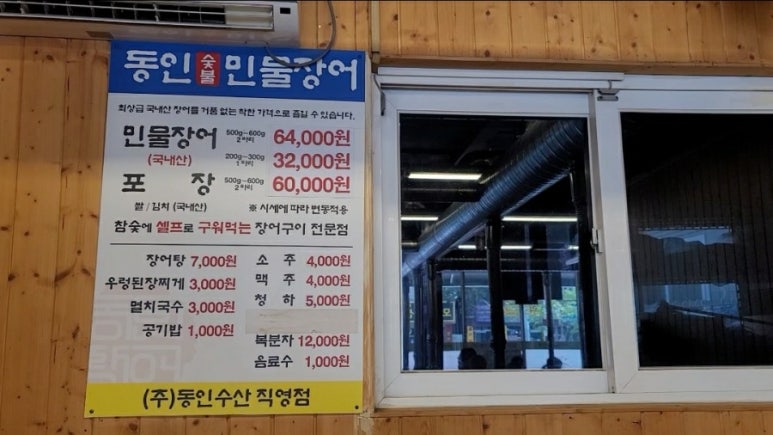 동인 숯불 민물장어
최상급 국내산 장어를 거품 없는 착한 가격으로 즐길 수 있습니다.
민물장어 500g~600g 2마리 64,000원
(국내산) 200g~300g 1마리 32,000원
포 장 500g~600g 2마리 60,000원
쌀 / 김치 (국내산) ※ 시세에 따라 변동적용
참숯에 셀프로 구워먹는 장어구이 전문점
장어탕 7,000원 소 주 4,000원
우렁된장찌게 3,000원 맥 주 4,000원
멸치국수 3,000원 청 하 5,000원
공기밥 1,000원 복분자 12,000원
음료수 1,000원
(주)동인수산 직영점